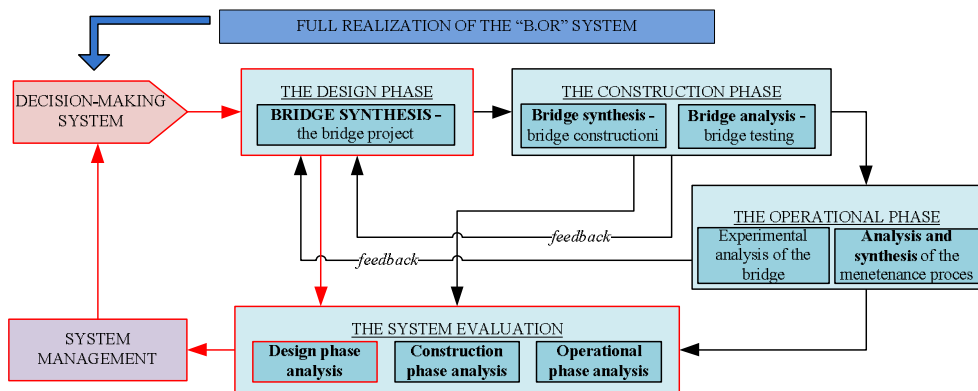 FULL REALIZATION OF THE “B.OR” SYSTEM
DECISION-MAKING
SYSTEM
THE DESIGN PHASE
BRIDGE SYNTHESIS –
the bridge project
THE CONSTRUCTION PHASE
Bridge synthesis -
bridge constructioni
Bridge analysis -
bridge testing
THE OPERATIONAL PHASE
Experimental
analysis of the
bridge
Analysis and
synthesis of the
menetenance proces
feedback
feedback
THE SYSTEM EVALUATION
Design phase
analysis
Construction
phase analysis
Operational
phase analysis
SYSTEM
MANAGEMENT